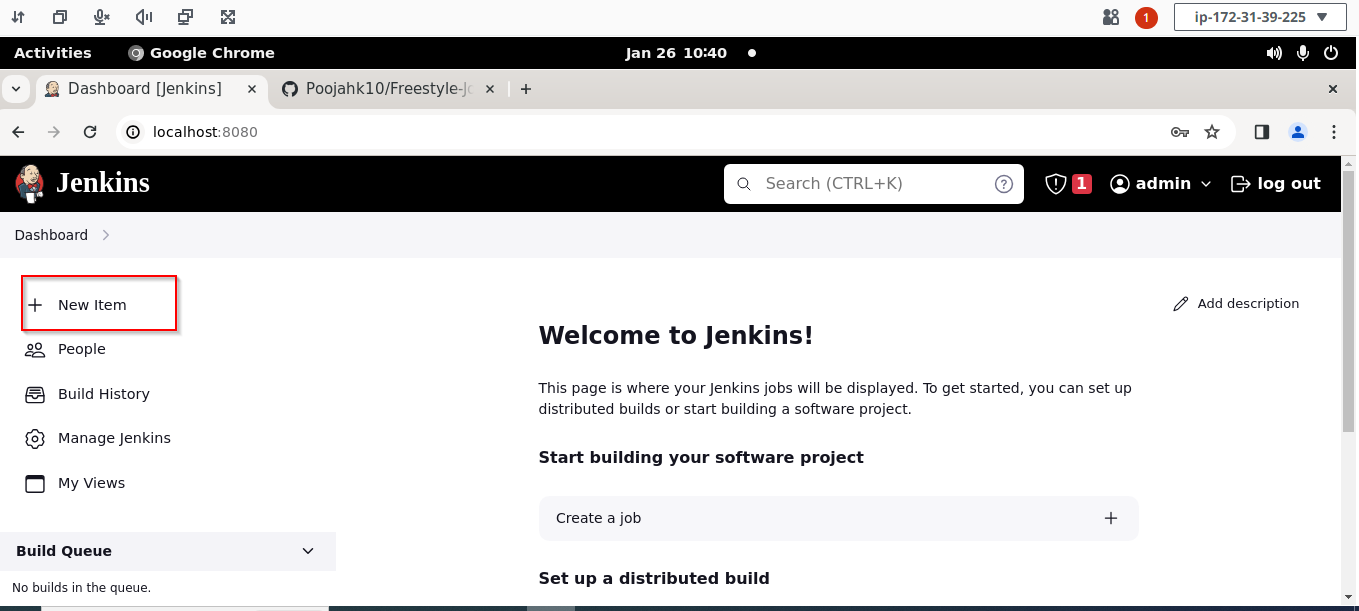 1
ip-172-31-39-225
Activities
Google Chrome
Jan 26 10:40
Dashboard [Jenkins]
Poojahk10/Freestyle-Jo
localhost:8080
Jenkins
Search (CTRL+K)
1
admin
log out
Dashboard
New Item
Add description
Welcome to Jenkins!
People
This page is where your Jenkins jobs will be displayed. To get started, you can set up
distributed builds or start building a software project.
Build History
Manage Jenkins
Start building your software project
My Views
Create a job
Build Queue
Set up a distributed build
No builds in the queue.